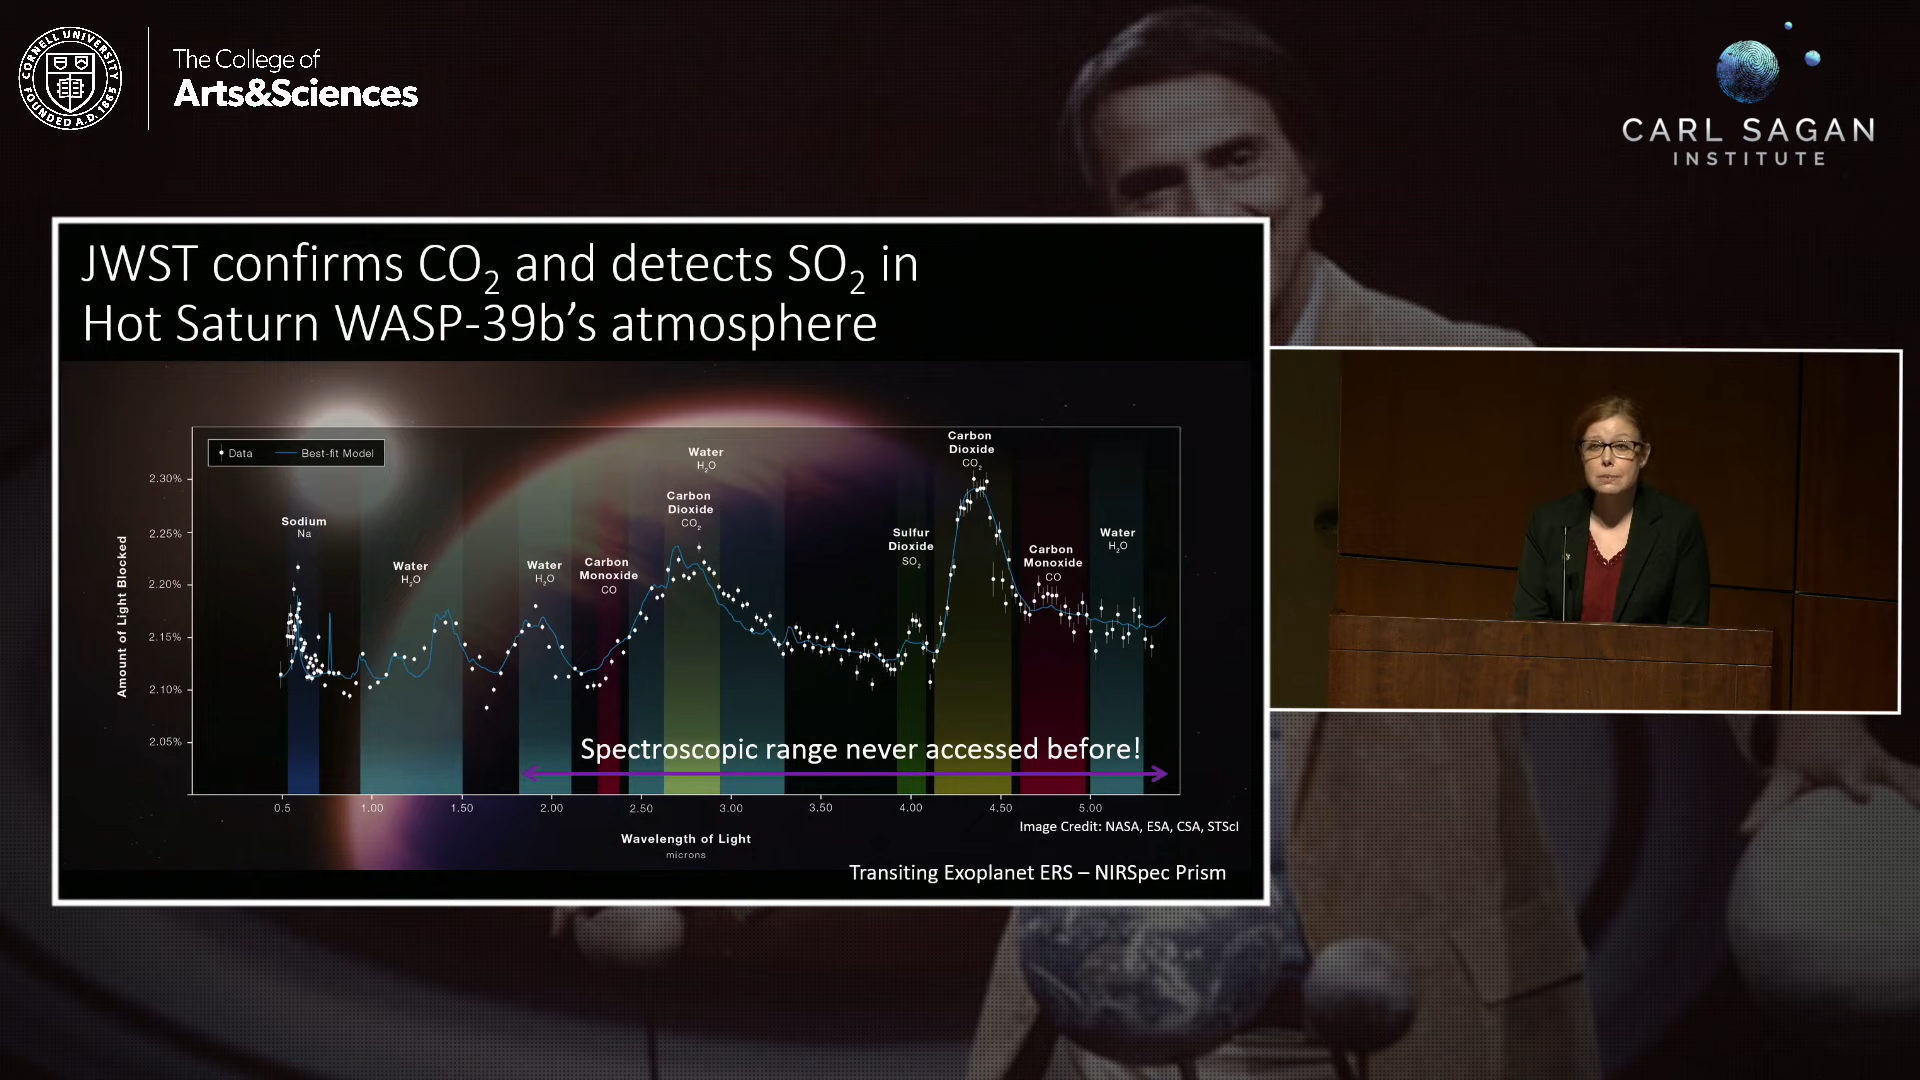 CORNELL UNIVERSITY
FOUNDED A.D. 1865
The College of
Arts&Sciences
CARL SAGAN
INSTITUTE
JWST confirms CO₂ and detects SO₂ in
Hot Saturn WASP-39b’s atmosphere
Data
Best-fit Model
Amount of Light Blocked
2.30%
2.25%
2.20%
2.15%
2.10%
2.05%
Sodium
Na
Water
H₂O
Water
H₂O
Carbon
Monoxide
CO
Water
H₂O
Carbon
Dioxide
CO₂
Sulfur
Dioxide
SO₂
Carbon
Dioxide
CO₂
Carbon
Monoxide
CO
Water
H₂O
Spectroscopic range never accessed before!
0.5 1.00 1.50 2.00 2.50 3.00 3.50 4.00 4.50 5.00
Wavelength of Light
microns
Image Credit: NASA, ESA, CSA, STScI
Transiting Exoplanet ERS – NIRSpec Prism